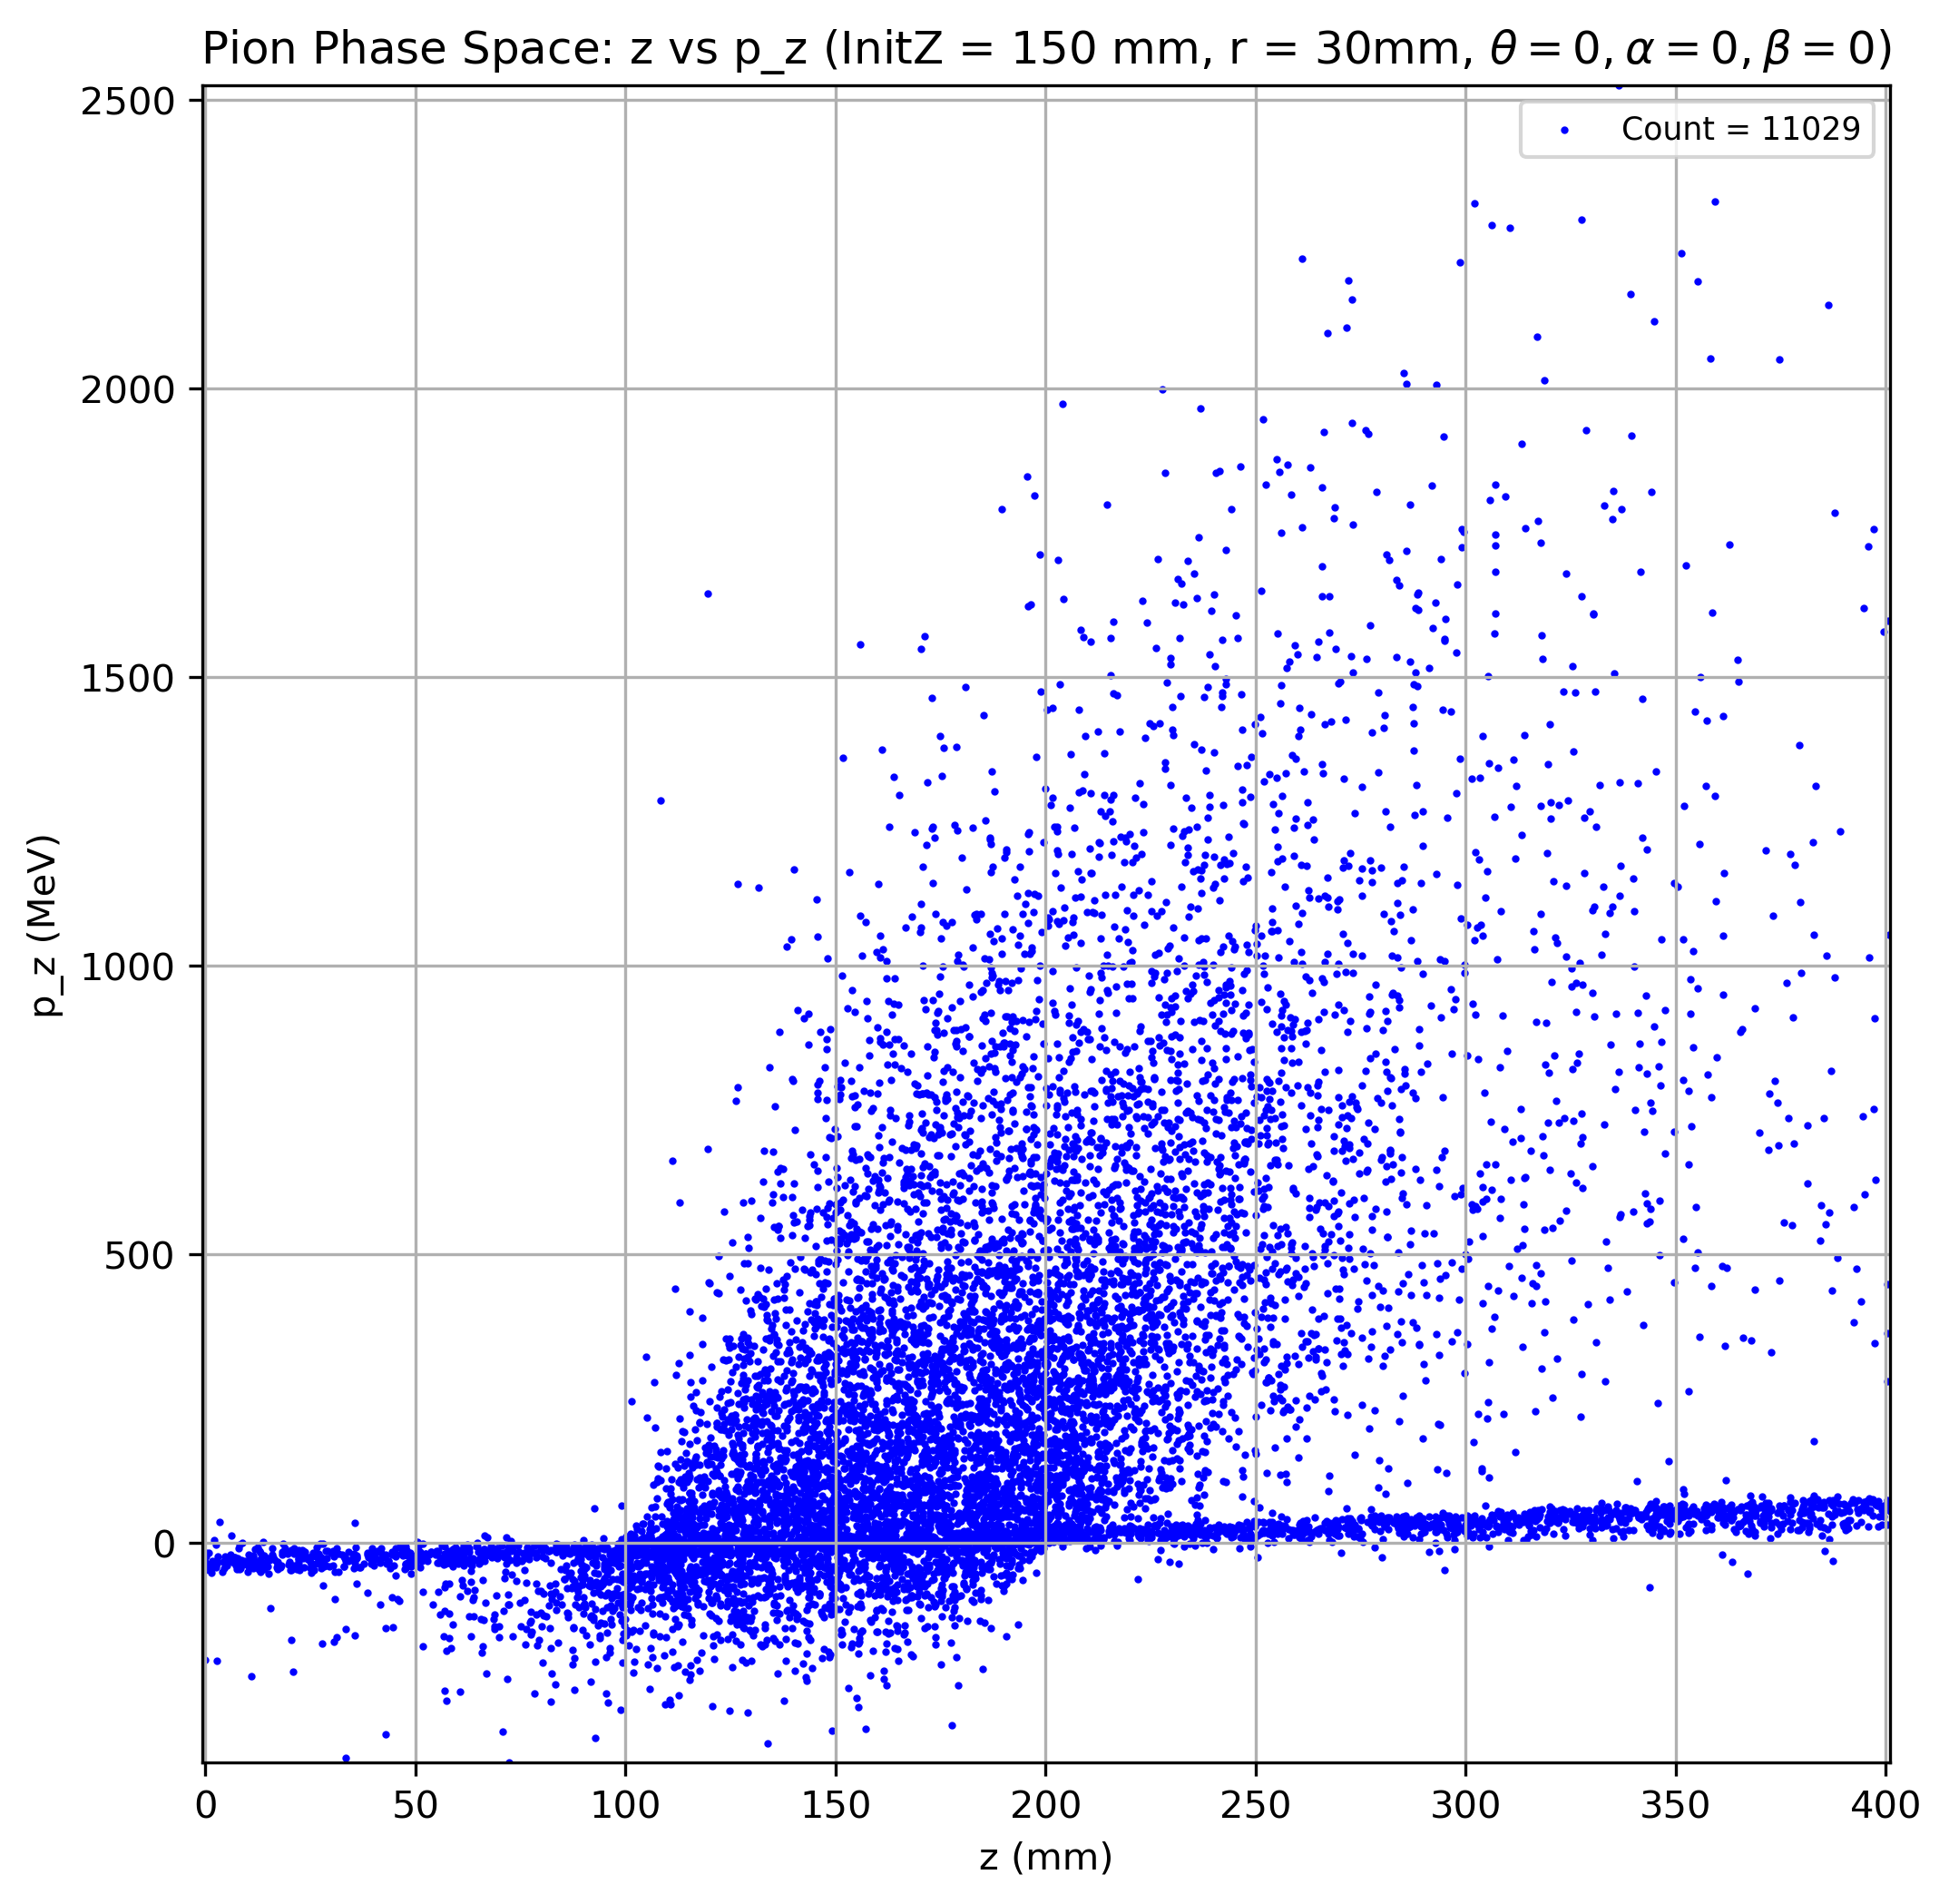 Pion Phase Space: z vs p_z (InitZ = 150 mm, r = 30mm, θ = 0, α = 0, β = 0)
Count = 11029
p_z (MeV)
2500
2000
1500
1000
500
0
0 50 100 150 200 250 300 350 400
z (mm)